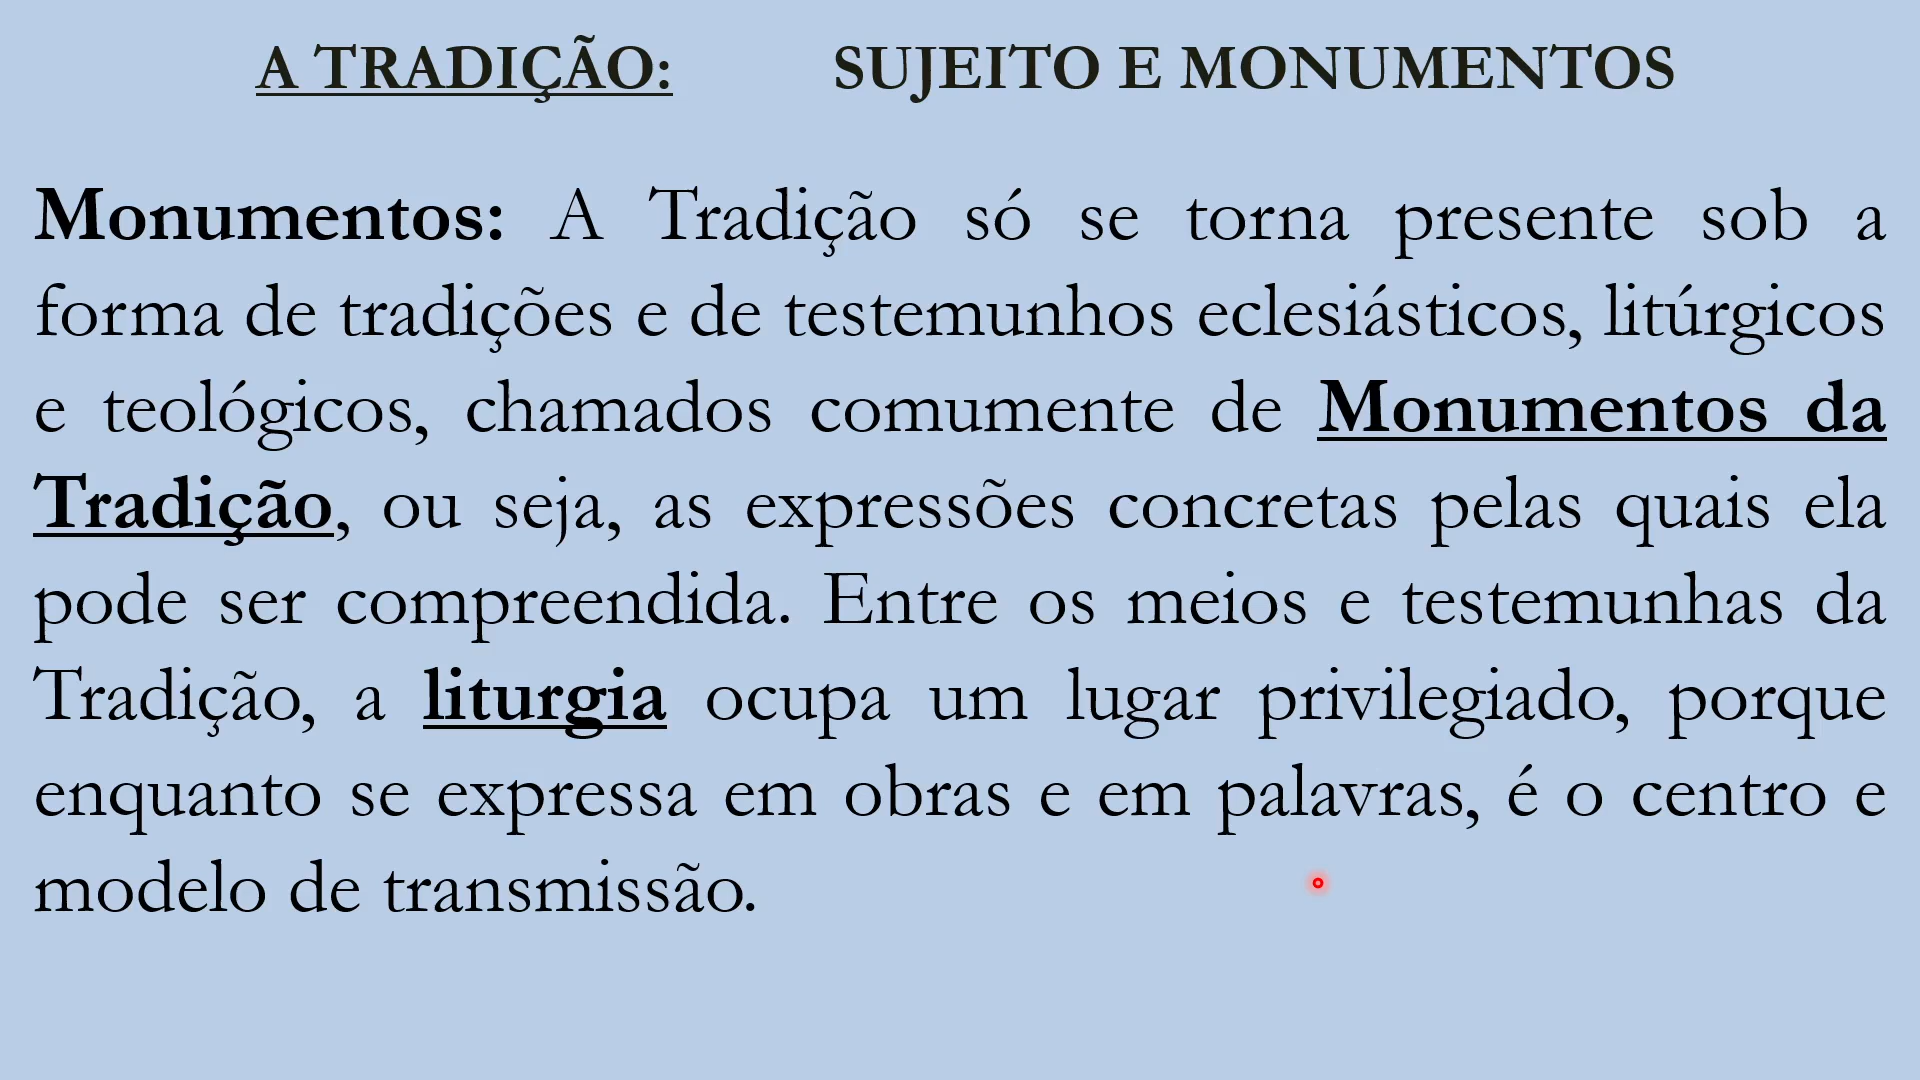 A TRADIÇÃO: SUJEITO E MONUMENTOS
Monumentos: A Tradição só se torna presente sob a
forma de tradições e de testemunhos eclesiásticos, litúrgicos
e teológicos, chamados comumente de Monumentos da
Tradição, ou seja, as expressões concretas pelas quais ela
pode ser compreendida. Entre os meios e testemunhas da
Tradição, a liturgia ocupa um lugar privilegiado, porque
enquanto se expressa em obras e em palavras, é o centro e
modelo de transmissão.